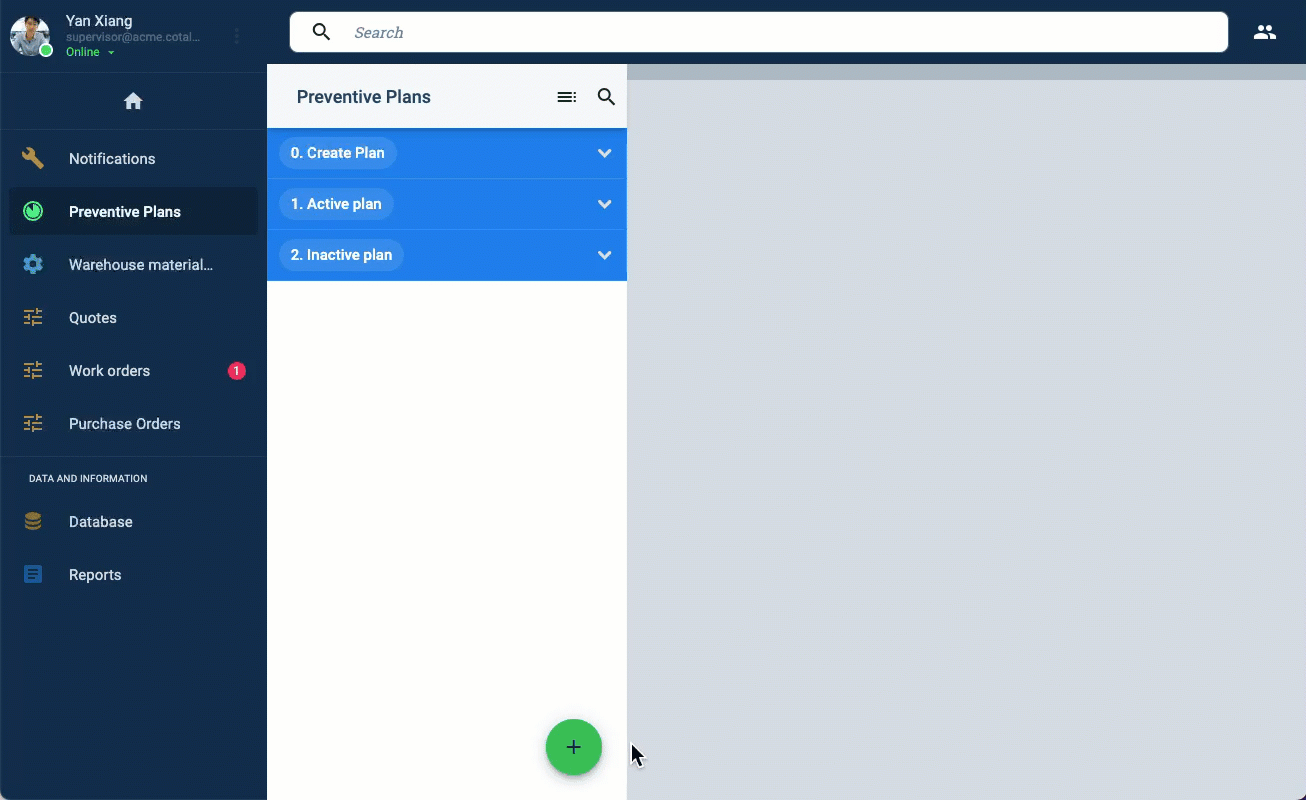 Yan Xiang
supervisor@acme.cotal...
Online
Search
Notifications
Preventive Plans
Warehouse material...
Quotes
Work orders
1
Purchase Orders
DATA AND INFORMATION
Database
Reports
Preventive Plans
0. Create Plan
1. Active plan
2. Inactive plan